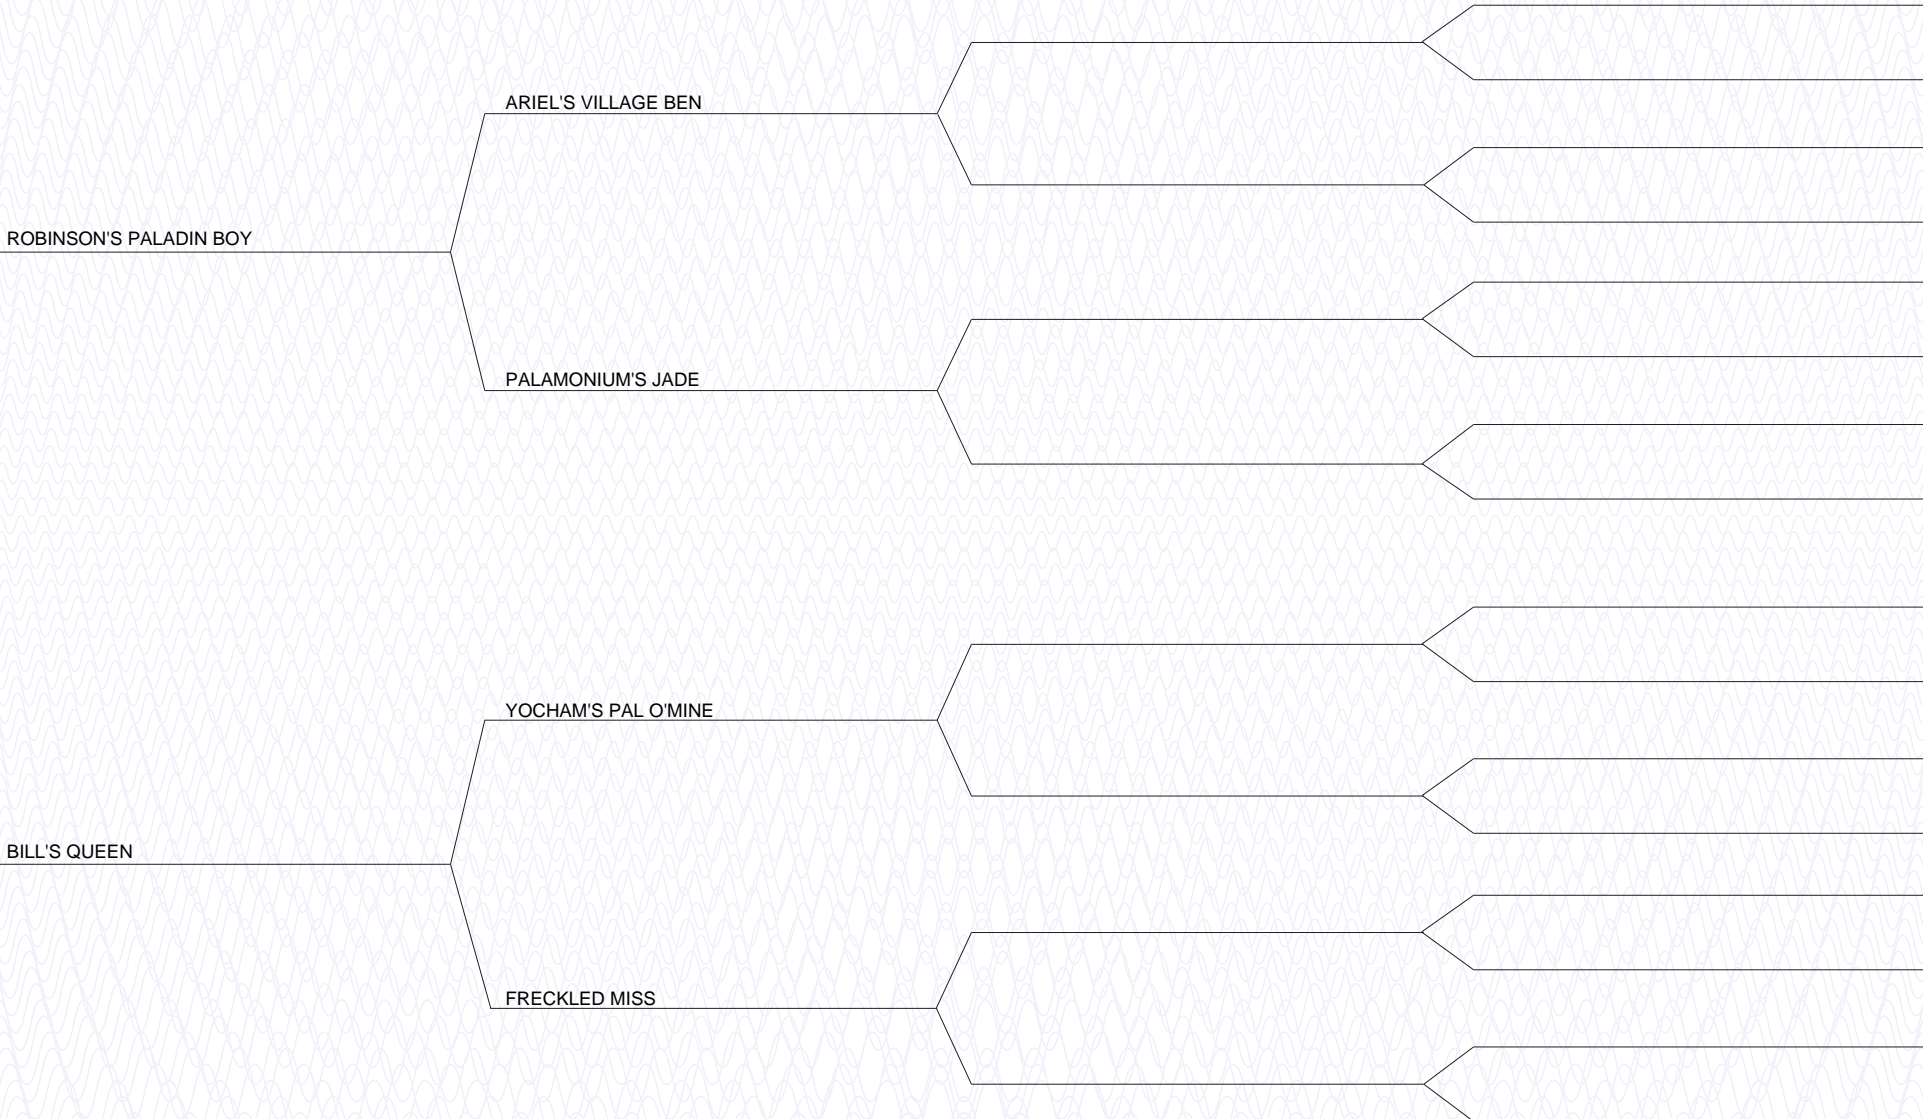 ARIEL'S VILLAGE BEN
ROBINSON'S PALADIN BOY
PALAMONIUM'S JADE
YOCHAM'S PAL O'MINE
BILL'S QUEEN
FRECKLED MISS